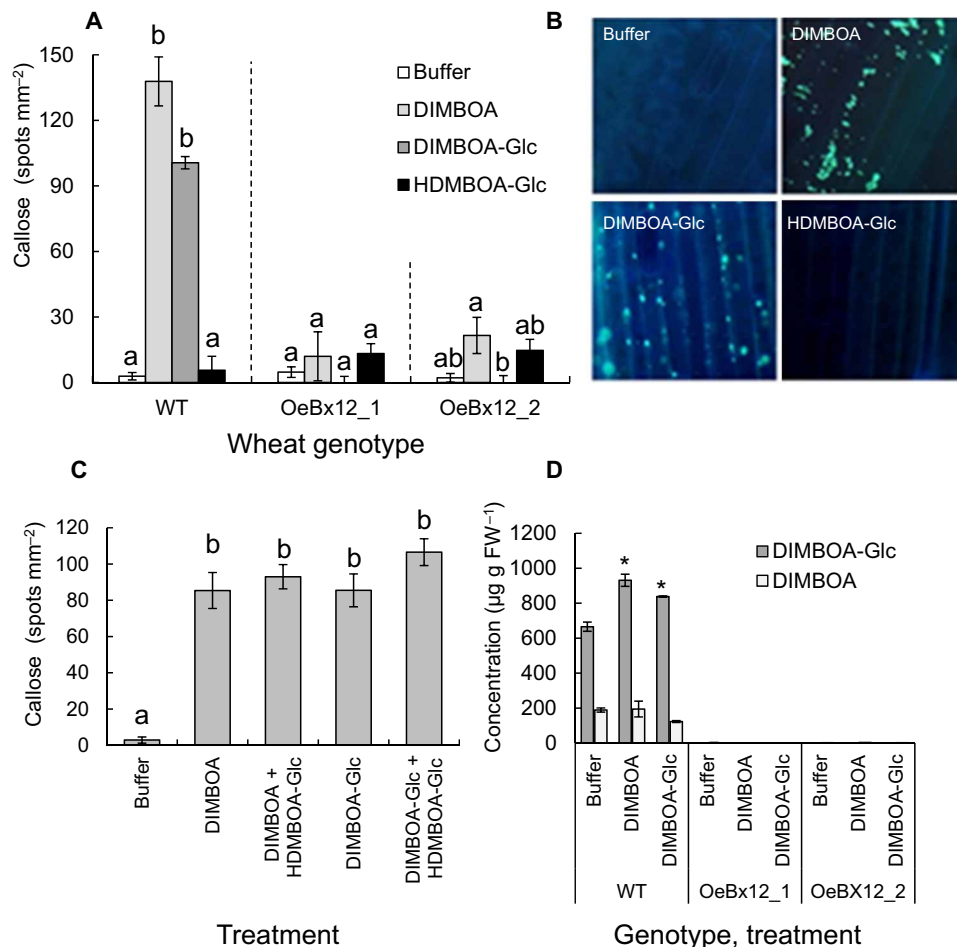 A
Callose (spots mm⁻²)
150
120
90
60
30
0
b
b
a
a
a
a
a
a
ab
a
b
ab
Buffer
DIMBOA
DIMBOA-Glc
HDMBOA-Glc
WT
OeBx12_1
OeBx12_2
Wheat genotype
B
Buffer
DIMBOA
DIMBOA-Glc
HDMBOA-Glc
C
Callose (spots mm⁻²)
120
100
80
60
40
20
0
a
b
b
b
b
Buffer
DIMBOA
DIMBOA +
HDMBOA-Glc
DIMBOA-Glc
DIMBOA-Glc +
HDMBOA-Glc
Treatment
D
Concentration (µg g FW⁻¹)
1200
1000
800
600
400
200
0
*
*
DIMBOA-Glc
DIMBOA
Buffer
DIMBOA
DIMBOA-Glc
Buffer
DIMBOA
DIMBOA-Glc
Buffer
DIMBOA
DIMBOA-Glc
WT
OeBx12_1
OeBX12_2
Genotype, treatment